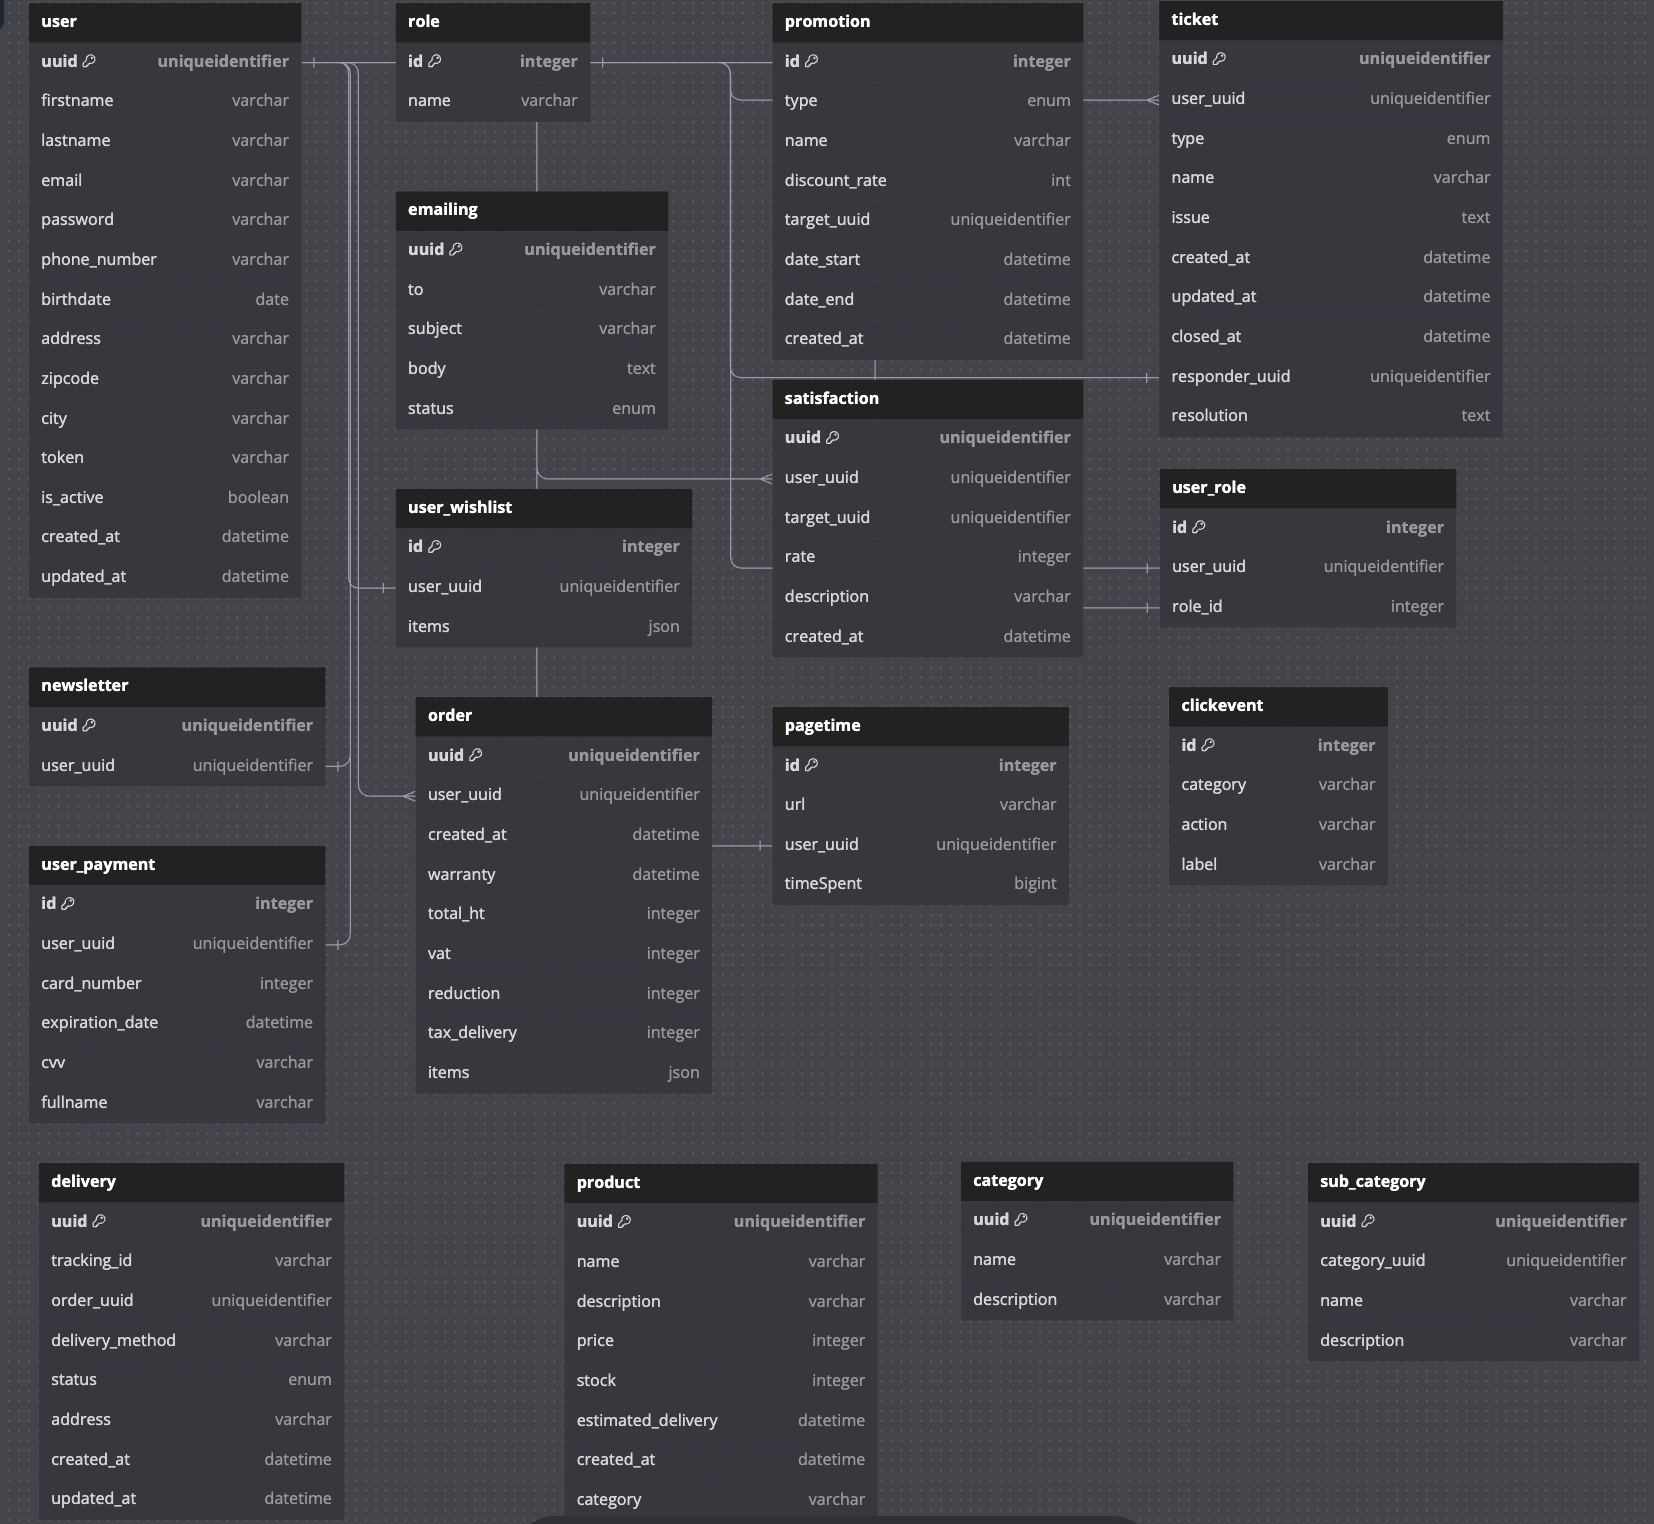 user
uuid uniqueidentifier
firstname varchar
lastname varchar
email varchar
password varchar
phone_number varchar
birthdate date
address varchar
zipcode varchar
city varchar
token varchar
is_active boolean
created_at datetime
updated_at datetime
role
id integer
name varchar
promotion
id integer
type enum
name varchar
discount_rate int
target_uuid uniqueidentifier
date_start datetime
date_end datetime
created_at datetime
ticket
uuid uniqueidentifier
user_uuid uniqueidentifier
type enum
name varchar
issue text
created_at datetime
updated_at datetime
closed_at datetime
responder_uuid uniqueidentifier
resolution text
emailing
uuid uniqueidentifier
to varchar
subject varchar
body text
status enum
satisfaction
uuid uniqueidentifier
user_uuid uniqueidentifier
target_uuid uniqueidentifier
rate integer
description varchar
created_at datetime
user_wishlist
id integer
user_uuid uniqueidentifier
items json
user_role
id integer
user_uuid uniqueidentifier
role_id integer
newsletter
uuid uniqueidentifier
user_uuid uniqueidentifier
order
uuid uniqueidentifier
user_uuid uniqueidentifier
created_at datetime
warranty datetime
total_ht integer
vat integer
reduction integer
tax_delivery integer
items json
pagetime
id integer
url varchar
user_uuid uniqueidentifier
timeSpent bigint
clickevent
id integer
category varchar
action varchar
label varchar
user_payment
id integer
user_uuid uniqueidentifier
card_number integer
expiration_date datetime
cvv varchar
fullname varchar
delivery
uuid uniqueidentifier
tracking_id varchar
order_uuid uniqueidentifier
delivery_method varchar
status enum
address varchar
created_at datetime
updated_at datetime
product
uuid uniqueidentifier
name varchar
description varchar
price integer
stock integer
estimated_delivery datetime
created_at datetime
category varchar
category
uuid uniqueidentifier
name varchar
description varchar
sub_category
uuid uniqueidentifier
category_uuid uniqueidentifier
name varchar
description varchar